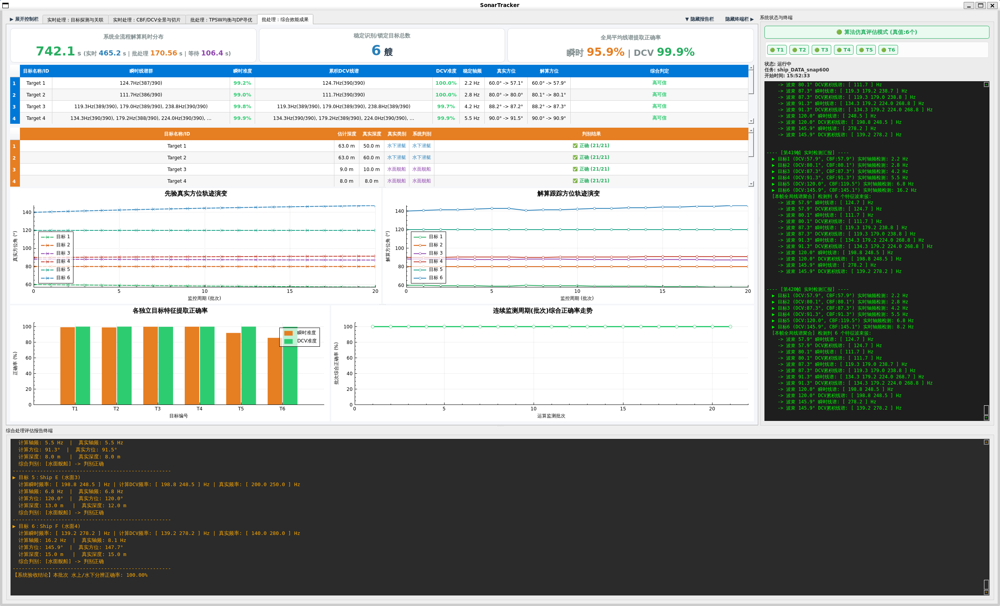 SonarTracker
▶ 展开控制栏 实时处理：目标探测与关联 实时处理：CBF/DCV全景与切片 批处理：TPSW均衡与DP寻优 批处理：综合效能成果 ▼ 隐藏报告栏 隐藏终端栏 ▶
系统全流程解算耗时分布
742.1 s (实时 465.2 s | 批处理 170.56 s | 等待 106.4 s)
稳定识别/锁定目标总数
6 艘
全局平均线谱提取正确率
瞬时 95.9% | DCV 99.9%
目标名称/ID 瞬时线谱群 瞬时准度 累积DCV线谱 DCV准度 稳定轴频 真实方位 解算方位 综合判定
1 Target 1 124.7Hz(387/390) 99.2% 124.7Hz(390/390) 100.0% 2.2 Hz 60.0° -> 57.1° 60.0° -> 57.9° 高可信
2 Target 2 111.7Hz(386/390) 99.0% 111.7Hz(390/390) 100.0% 2.8 Hz 80.0° -> 80.0° 80.1° -> 80.1° 高可信
3 Target 3 119.3Hz(389/390), 179.0Hz(389/390), 238.8Hz(390/390) 99.8% 119.3Hz(389/390), 179.0Hz(389/390), 238.8Hz(389/390) 99.7% 4.2 Hz 88.2° -> 87.2° 88.2° -> 87.3° 高可信
4 Target 4 134.3Hz(390/390), 179.2Hz(388/390), 224.0Hz(390/390), ... 99.9% 134.3Hz(390/390), 179.2Hz(389/390), 224.0Hz(390/390), ... 99.9% 5.5 Hz 90.0° -> 91.5° 90.0° -> 90.9° 高可信
目标名称/ID 估计深度 真实深度 真实类别 系统判别 判别结果
1 Target 1 63.0 m 50.0 m 水下潜艇 水下潜艇 ✅ 正确 (21/21)
2 Target 2 63.0 m 60.0 m 水下潜艇 水下潜艇 ✅ 正确 (21/21)
3 Target 3 9.0 m 10.0 m 水面舰船 水面舰船 ✅ 正确 (21/21)
4 Target 4 8.0 m 8.0 m 水面舰船 水面舰船 ✅ 正确 (21/21)
先验真实方位轨迹演变
真实方位角 (°)
140
120
100
80
60
目标 1
目标 2
目标 3
目标 4
目标 5
目标 6
0 5 10 15 20
监控周期 (批次)
解算跟踪方位轨迹演变
解算方位角 (°)
140
120
100
80
60
目标 1
目标 2
目标 3
目标 4
目标 5
目标 6
0 5 10 15 20
监控周期 (批次)
各独立目标特征提取正确率
正确率 (%)
100
80
60
40
20
0
瞬时准度
DCV准度
T1 T2 T3 T4 T5 T6
目标编号
连续监测周期(批次)综合正确率走势
批次综合正确率 (%)
100
80
60
40
20
0
0 5 10 15 20
运算监测批次
系统状态与终端
算法仿真评估模式 (真值:6个)
T1 T2 T3 T4 T5 T6
状态: 运行中
任务: ship_DATA_snap600
开始时间: 15:52:33
-> 波束 80.1° DCV累积线谱: [ 111.7 ] Hz
-> 波束 87.3° 瞬时线谱: [ 119.3 179.2 238.7 ] Hz
-> 波束 87.3° DCV累积线谱: [ 119.3 179.0 238.8 ] Hz
-> 波束 91.3° 瞬时线谱: [ 134.3 179.2 224.0 268.8 ] Hz
-> 波束 91.3° DCV累积线谱: [ 134.3 179.2 224.0 268.8 ] Hz
-> 波束 120.0° 瞬时线谱: [ 248.5 ] Hz
-> 波束 120.0° DCV累积线谱: [ 198.8 248.5 ] Hz
-> 波束 145.9° 瞬时线谱: [ 278.2 ] Hz
-> 波束 145.9° DCV累积线谱: [ 139.2 278.2 ] Hz
---- [第419帧 实时检测汇报] ----
▶ 目标1 (DCV:57.9°, CBF:57.9°) 实时轴频检测: 2.2 Hz
▶ 目标2 (DCV:80.1°, CBF:80.1°) 实时轴频检测: 2.8 Hz
▶ 目标3 (DCV:87.3°, CBF:87.3°) 实时轴频检测: 4.2 Hz
▶ 目标4 (DCV:91.3°, CBF:91.3°) 实时轴频检测: 5.5 Hz
▶ 目标5 (DCV:120.0°, CBF:119.5°) 实时轴频检测: 6.8 Hz
▶ 目标6 (DCV:145.9°, CBF:145.1°) 实时轴频检测: 16.2 Hz
[本帧全局线谱聚合] 检测到 6 个特征波束簇:
-> 波束 57.9° 瞬时线谱: [ 124.7 ] Hz
-> 波束 57.9° DCV累积线谱: [ 124.7 ] Hz
-> 波束 80.1° 瞬时线谱: [ 111.7 ] Hz
-> 波束 80.1° DCV累积线谱: [ 111.7 ] Hz
-> 波束 87.3° 瞬时线谱: [ 119.3 179.2 238.8 ] Hz
-> 波束 87.3° DCV累积线谱: [ 119.3 179.0 238.8 ] Hz
-> 波束 91.3° 瞬时线谱: [ 134.3 179.2 224.0 268.8 ] Hz
-> 波束 91.3° DCV累积线谱: [ 134.3 179.2 224.0 268.8 ] Hz
-> 波束 120.0° 瞬时线谱: [ 198.8 248.5 ] Hz
-> 波束 120.0° DCV累积线谱: [ 198.8 248.5 ] Hz
-> 波束 145.9° 瞬时线谱: [ 278.2 ] Hz
-> 波束 145.9° DCV累积线谱: [ 139.2 278.2 ] Hz
---- [第420帧 实时检测汇报] ----
▶ 目标1 (DCV:57.9°, CBF:57.9°) 实时轴频检测: 2.2 Hz
▶ 目标2 (DCV:80.1°, CBF:80.1°) 实时轴频检测: 2.8 Hz
▶ 目标3 (DCV:87.3°, CBF:87.3°) 实时轴频检测: 4.2 Hz
▶ 目标4 (DCV:91.3°, CBF:91.3°) 实时轴频检测: 5.5 Hz
▶ 目标5 (DCV:120.0°, CBF:119.5°) 实时轴频检测: 6.8 Hz
▶ 目标6 (DCV:145.9°, CBF:145.1°) 实时轴频检测: 8.2 Hz
[本帧全局线谱聚合] 检测到 6 个特征波束簇:
-> 波束 57.9° 瞬时线谱: [ 124.7 ] Hz
-> 波束 57.9° DCV累积线谱: [ 124.7 ] Hz
-> 波束 80.1° 瞬时线谱: [ 111.7 ] Hz
-> 波束 80.1° DCV累积线谱: [ 111.7 ] Hz
-> 波束 87.3° 瞬时线谱: [ 119.3 179.0 238.7 ] Hz
-> 波束 87.3° DCV累积线谱: [ 119.3 179.0 238.8 ] Hz
-> 波束 91.3° 瞬时线谱: [ 134.3 179.2 224.0 268.7 ] Hz
-> 波束 91.3° DCV累积线谱: [ 134.3 179.2 224.0 268.8 ] Hz
-> 波束 120.0° 瞬时线谱: [ 198.8 248.5 ] Hz
-> 波束 120.0° DCV累积线谱: [ 198.8 248.5 ] Hz
-> 波束 145.9° 瞬时线谱: [ 278.2 ] Hz
-> 波束 145.9° DCV累积线谱: [ 139.2 278.2 ] Hz
综合处理评估报告终端
计算轴频: 5.5 Hz | 真实轴频: 5.5 Hz
计算方位: 91.3° | 真实方位: 91.5°
计算深度: 8.0 m | 真实深度: 8.0 m
综合判别: [水面舰船] -> 判别正确
--------------------------------------------------
▶ 目标 5：Ship E (水面3)
计算瞬时频率: [ 198.8 248.5 ] Hz | 计算DCV频率: [ 198.8 248.5 ] Hz | 真实频率: [ 200.0 250.0 ] Hz
计算轴频: 6.8 Hz | 真实轴频: 6.8 Hz
计算方位: 120.0° | 真实方位: 120.0°
计算深度: 13.0 m | 真实深度: 12.0 m
综合判别: [水面舰船] -> 判别正确
--------------------------------------------------
▶ 目标 6：Ship F (水面4)
计算瞬时频率: [ 139.2 278.2 ] Hz | 计算DCV频率: [ 139.2 278.2 ] Hz | 真实频率: [ 140.0 280.0 ] Hz
计算轴频: 16.2 Hz | 真实轴频: 8.1 Hz
计算方位: 145.9° | 真实方位: 147.7°
计算深度: 15.0 m | 真实深度: 15.0 m
综合判别: [水面舰船] -> 判别正确
--------------------------------------------------
【系统验收结论】本批次 水上/水下分辨正确率: 100.00%